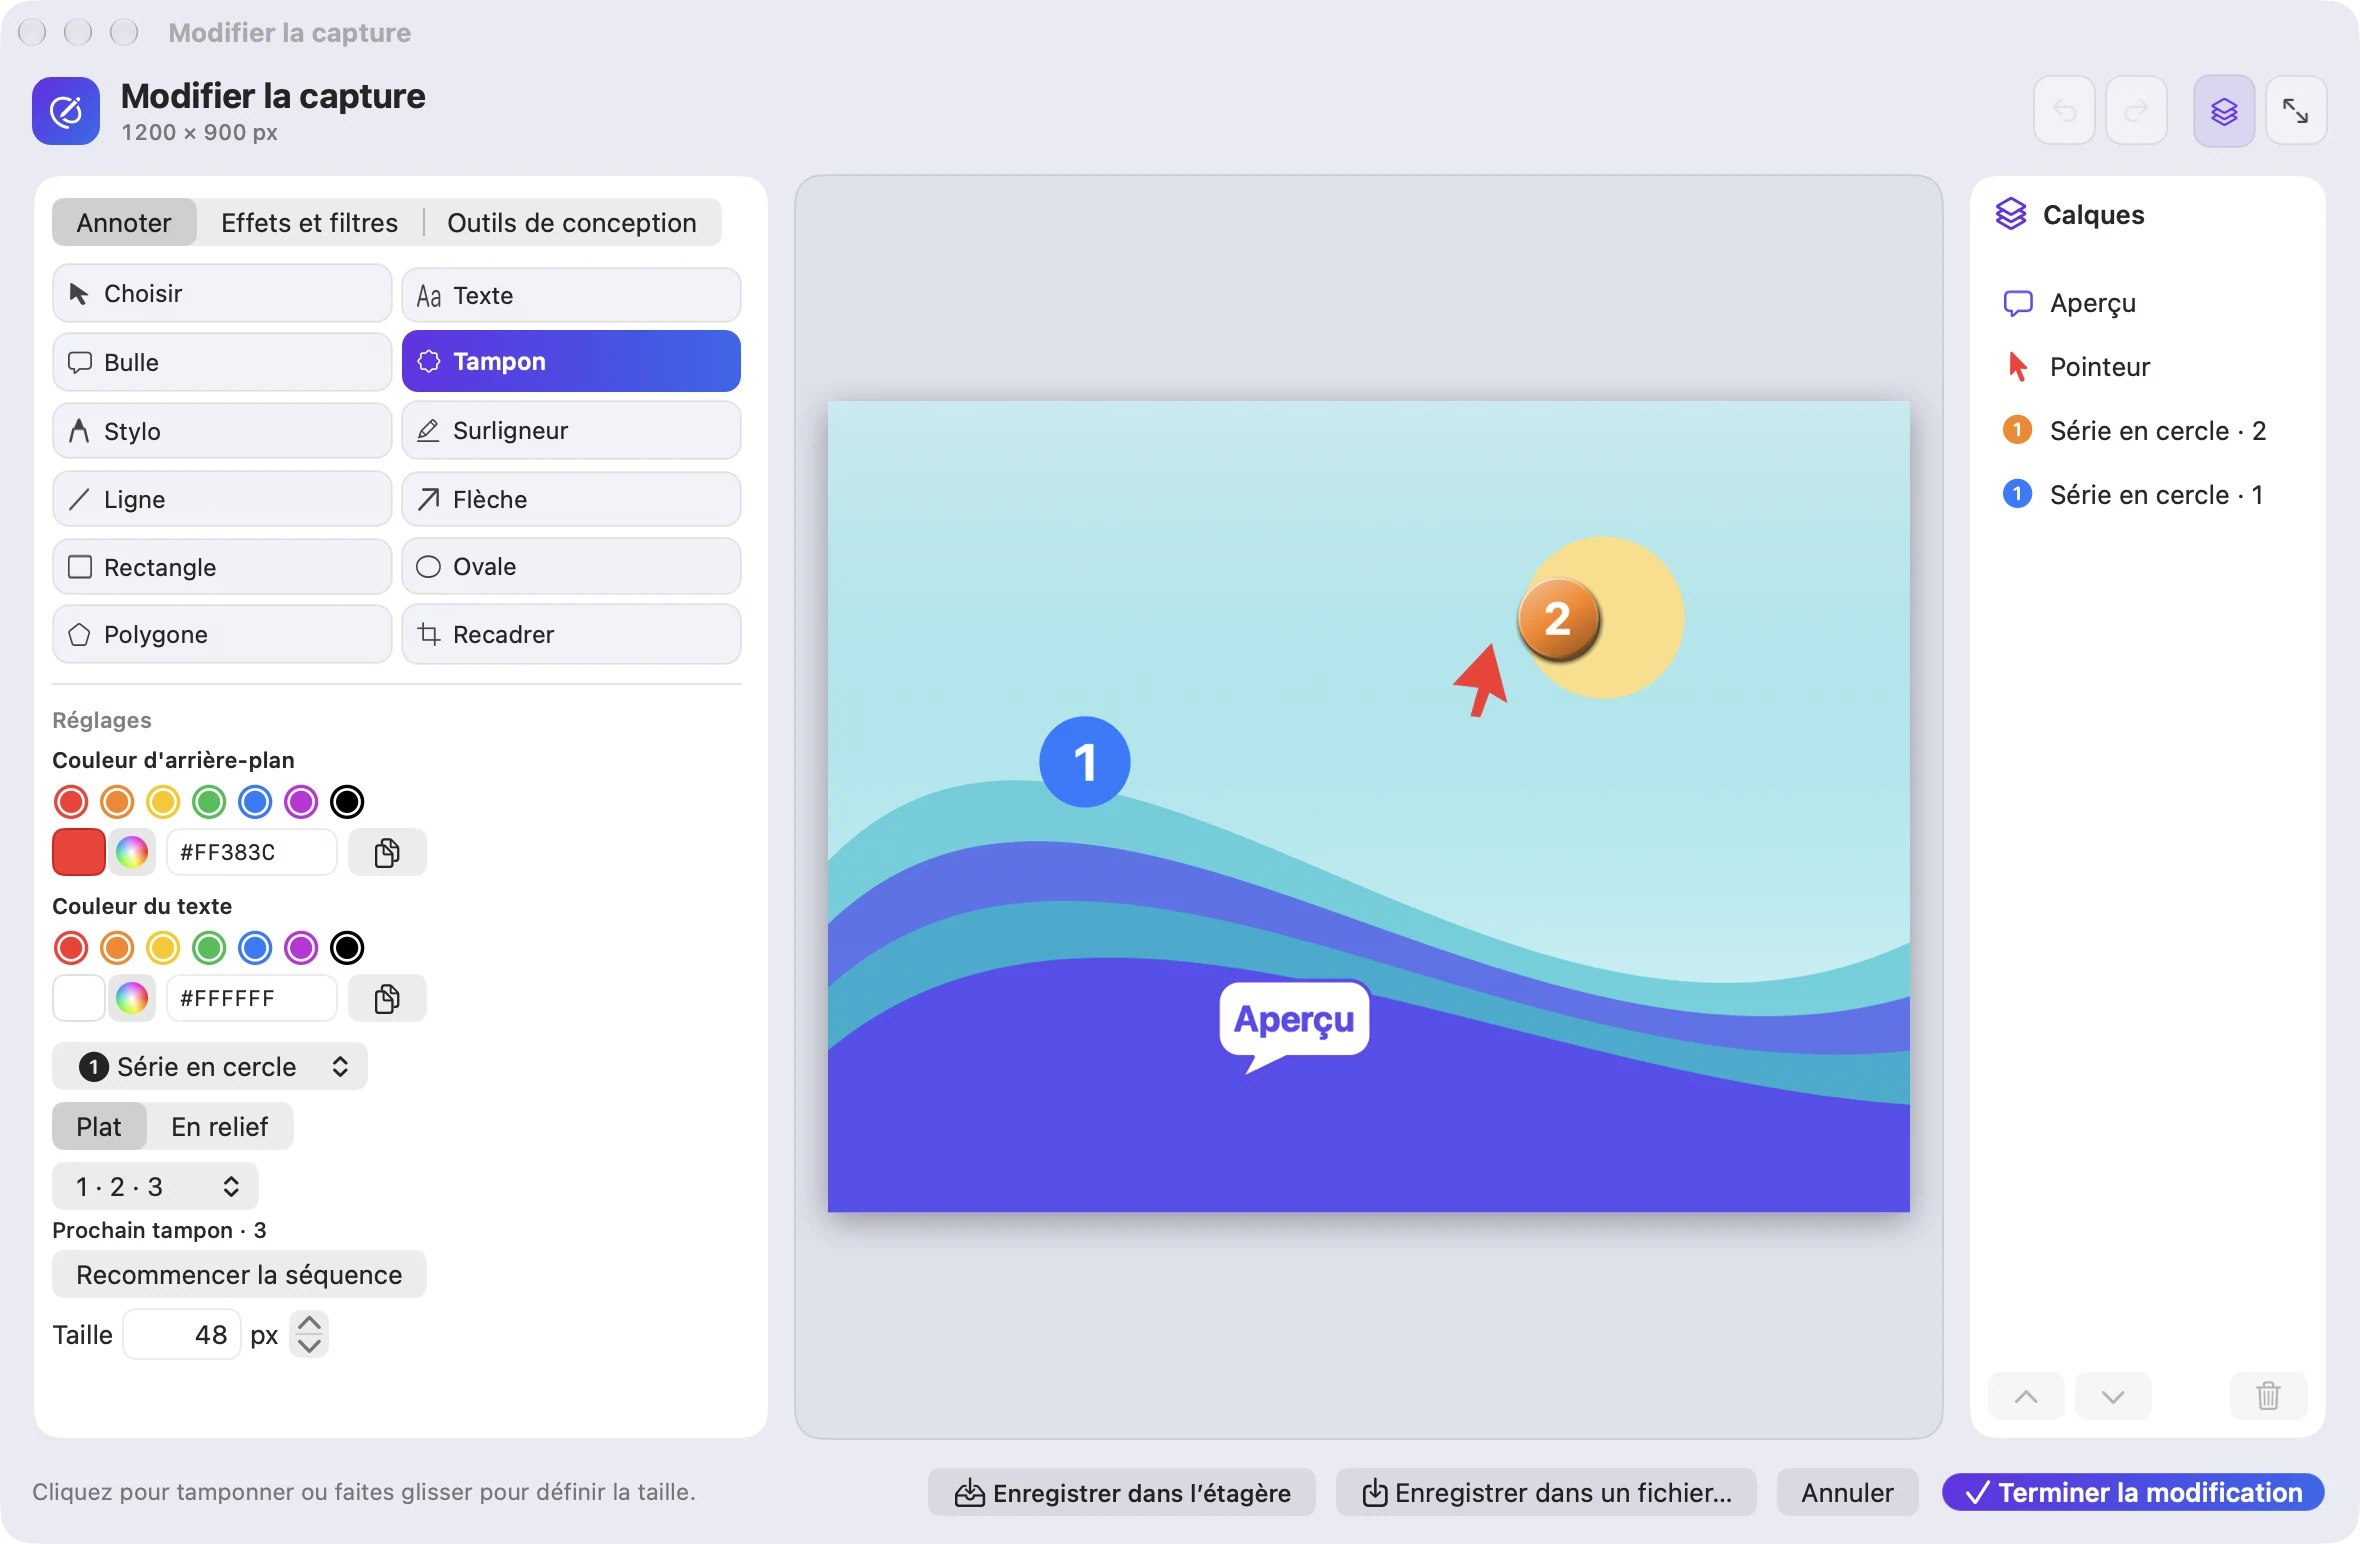 Modifier la capture
Modifier la capture
1200 × 900 px
Annoter
Effets et filtres
Outils de conception
Choisir
Aa Texte
Bulle
Tampon
Stylo
Surligneur
Ligne
Flèche
Rectangle
Ovale
Polygone
Recadrer
Réglages
Couleur d'arrière-plan
#FF383C
Couleur du texte
#FFFFFF
1 Série en cercle
Plat
En relief
1 · 2 · 3
Prochain tampon · 3
Recommencer la séquence
Taille 48 px
2
1
Aperçu
Calques
Aperçu
Pointeur
1 Série en cercle · 2
1 Série en cercle · 1
Cliquez pour tamponner ou faites glisser pour définir la taille.
Enregistrer dans l’étagère
Enregistrer dans un fichier...
Annuler
Terminer la modification